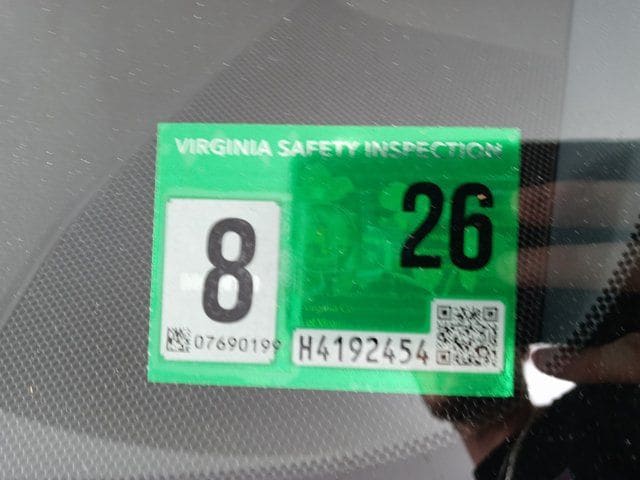 VIRGINIA SAFETY INSPECTION
8
26
07690199
H4192454